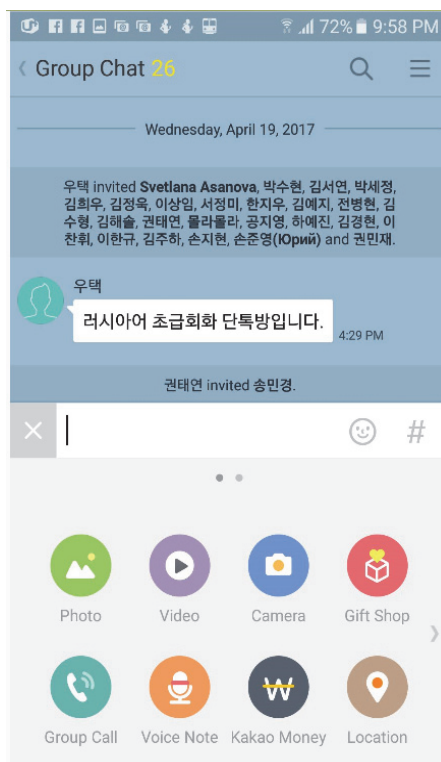 72% 9:58 PM
Group Chat 26
Wednesday, April 19, 2017
우택 invited Svetlana Asanova, 박수현, 김서연, 박세정,
김희우, 김정욱, 이상임, 서정미, 한지우, 김예지, 전병현, 김
수형, 김해솔, 권태연, 몰라몰라, 공지영, 하예진, 김경현, 이
찬휘, 이한규, 김주하, 손지현, 손준영(Юрий) and 권민재.
우택
러시아어 초급회화 단톡방입니다.
4:29 PM
권태연 invited 송민경.
#
Photo Video Camera Gift Shop
Group Call Voice Note Kakao Money Location